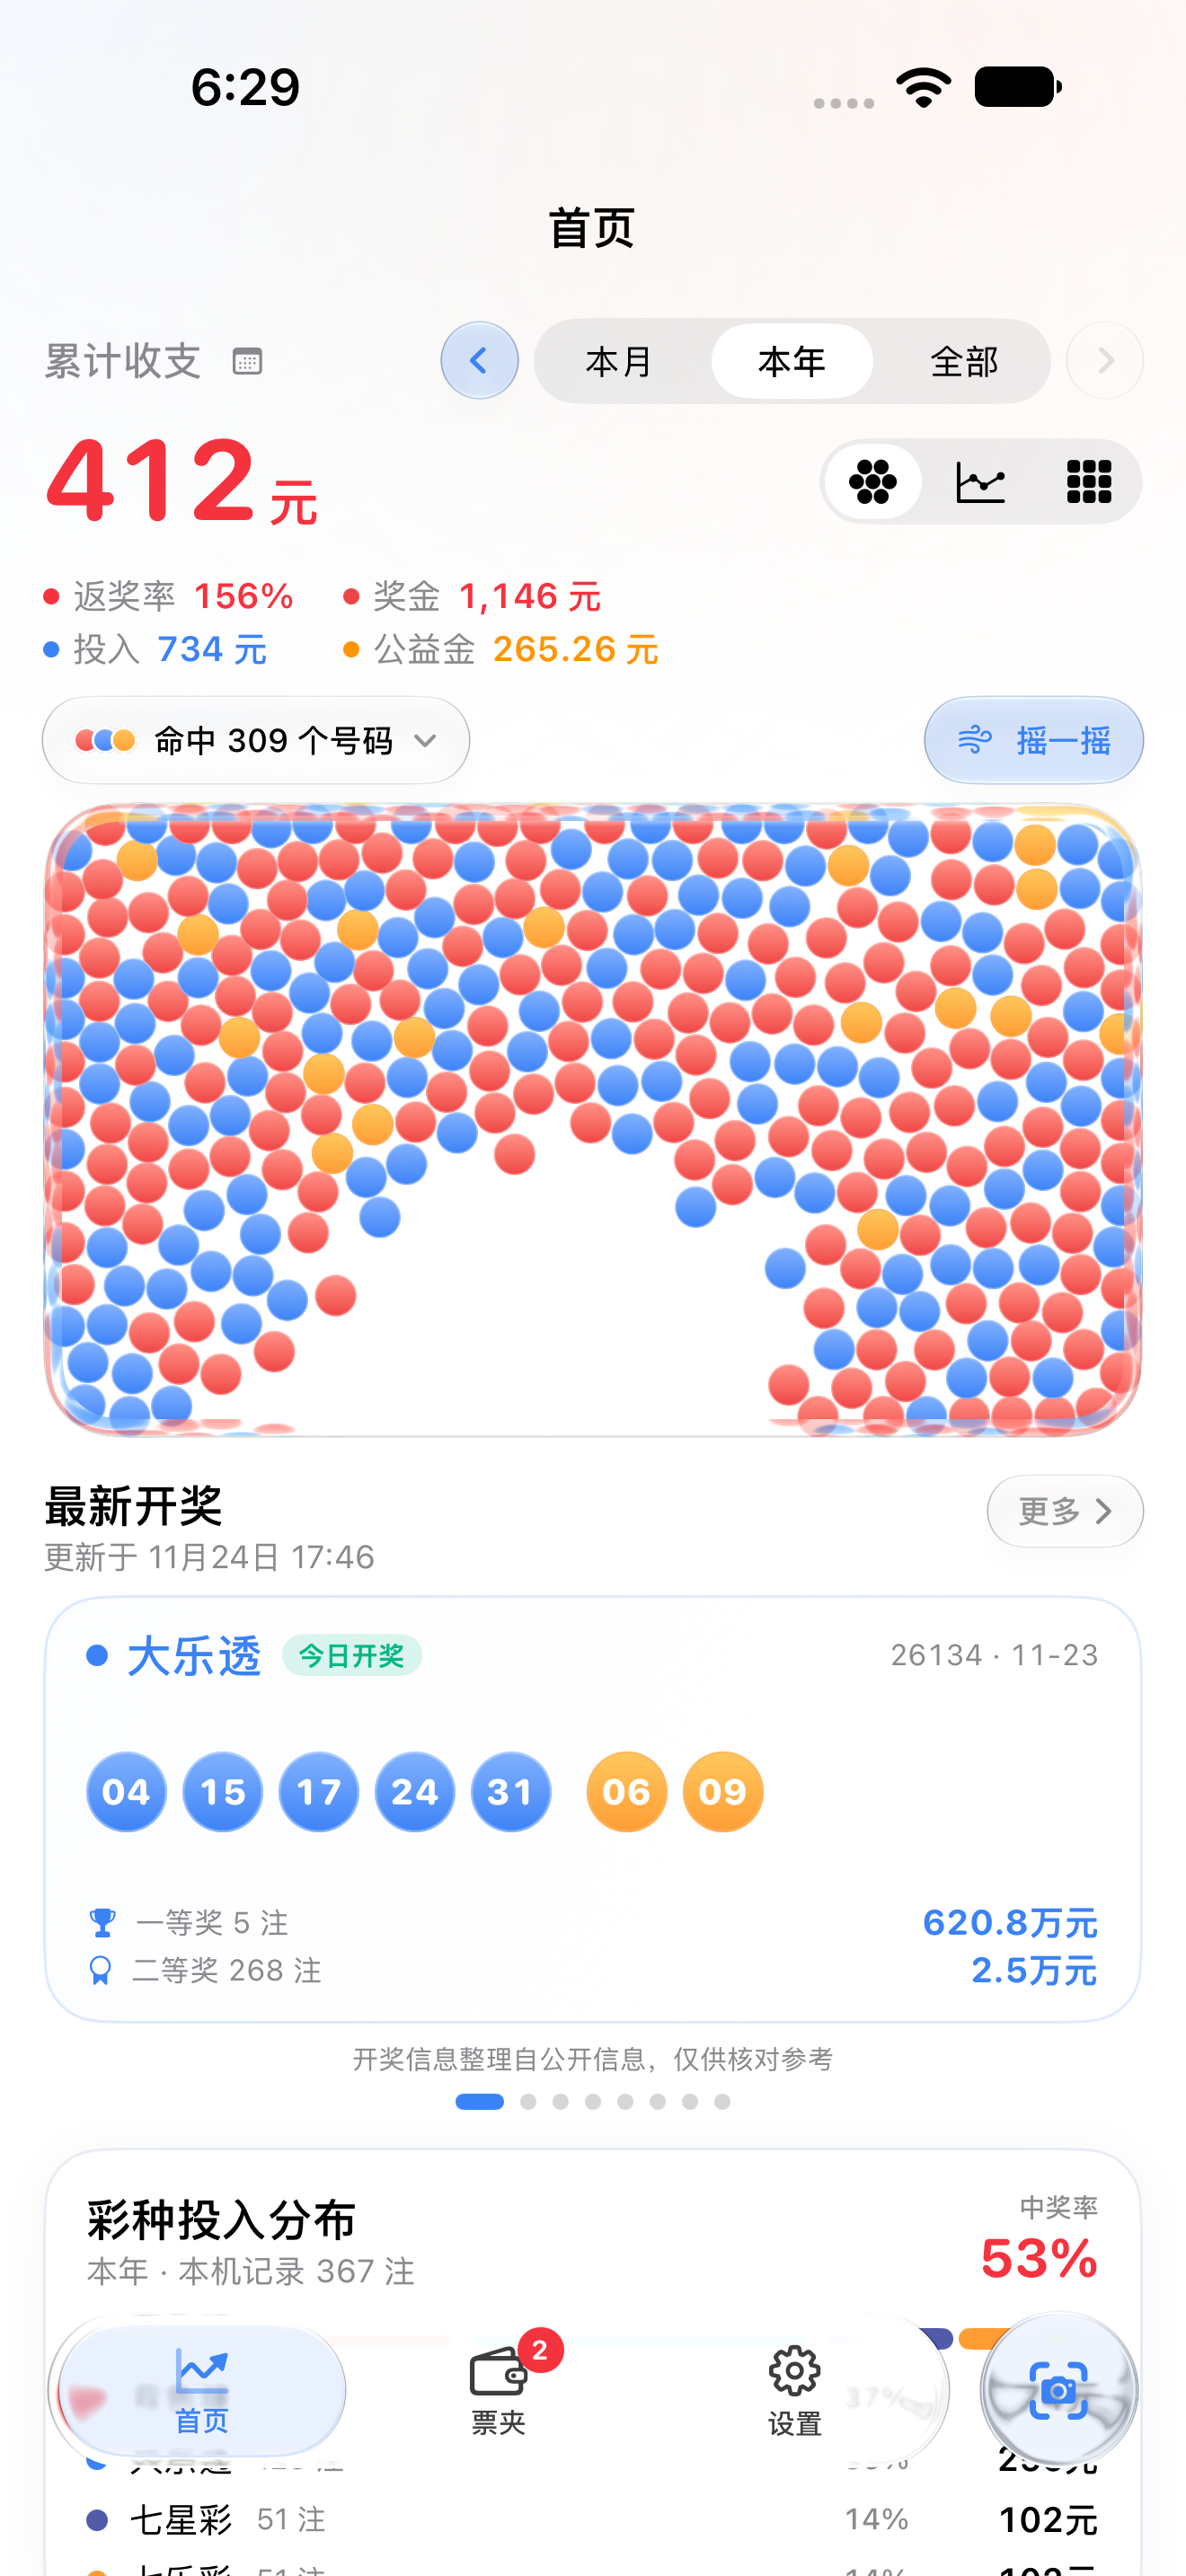 6:29
首页
累计收支
本月 本年 全部
412 元
返奖率 156% 奖金 1,146 元
投入 734 元 公益金 265.26 元
命中 309 个号码
摇一摇
最新开奖
更多
更新于 11月24日 17:46
大乐透 今日开奖 26134 · 11-23
04 15 17 24 31 06 09
一等奖 5 注 620.8万元
二等奖 268 注 2.5万元
开奖信息整理自公开信息，仅供核对参考
彩种投入分布
中奖率
本年 · 本机记录 367 注
53%
2
37%
首页 票夹 设置
七星彩 51 注 14% 102元